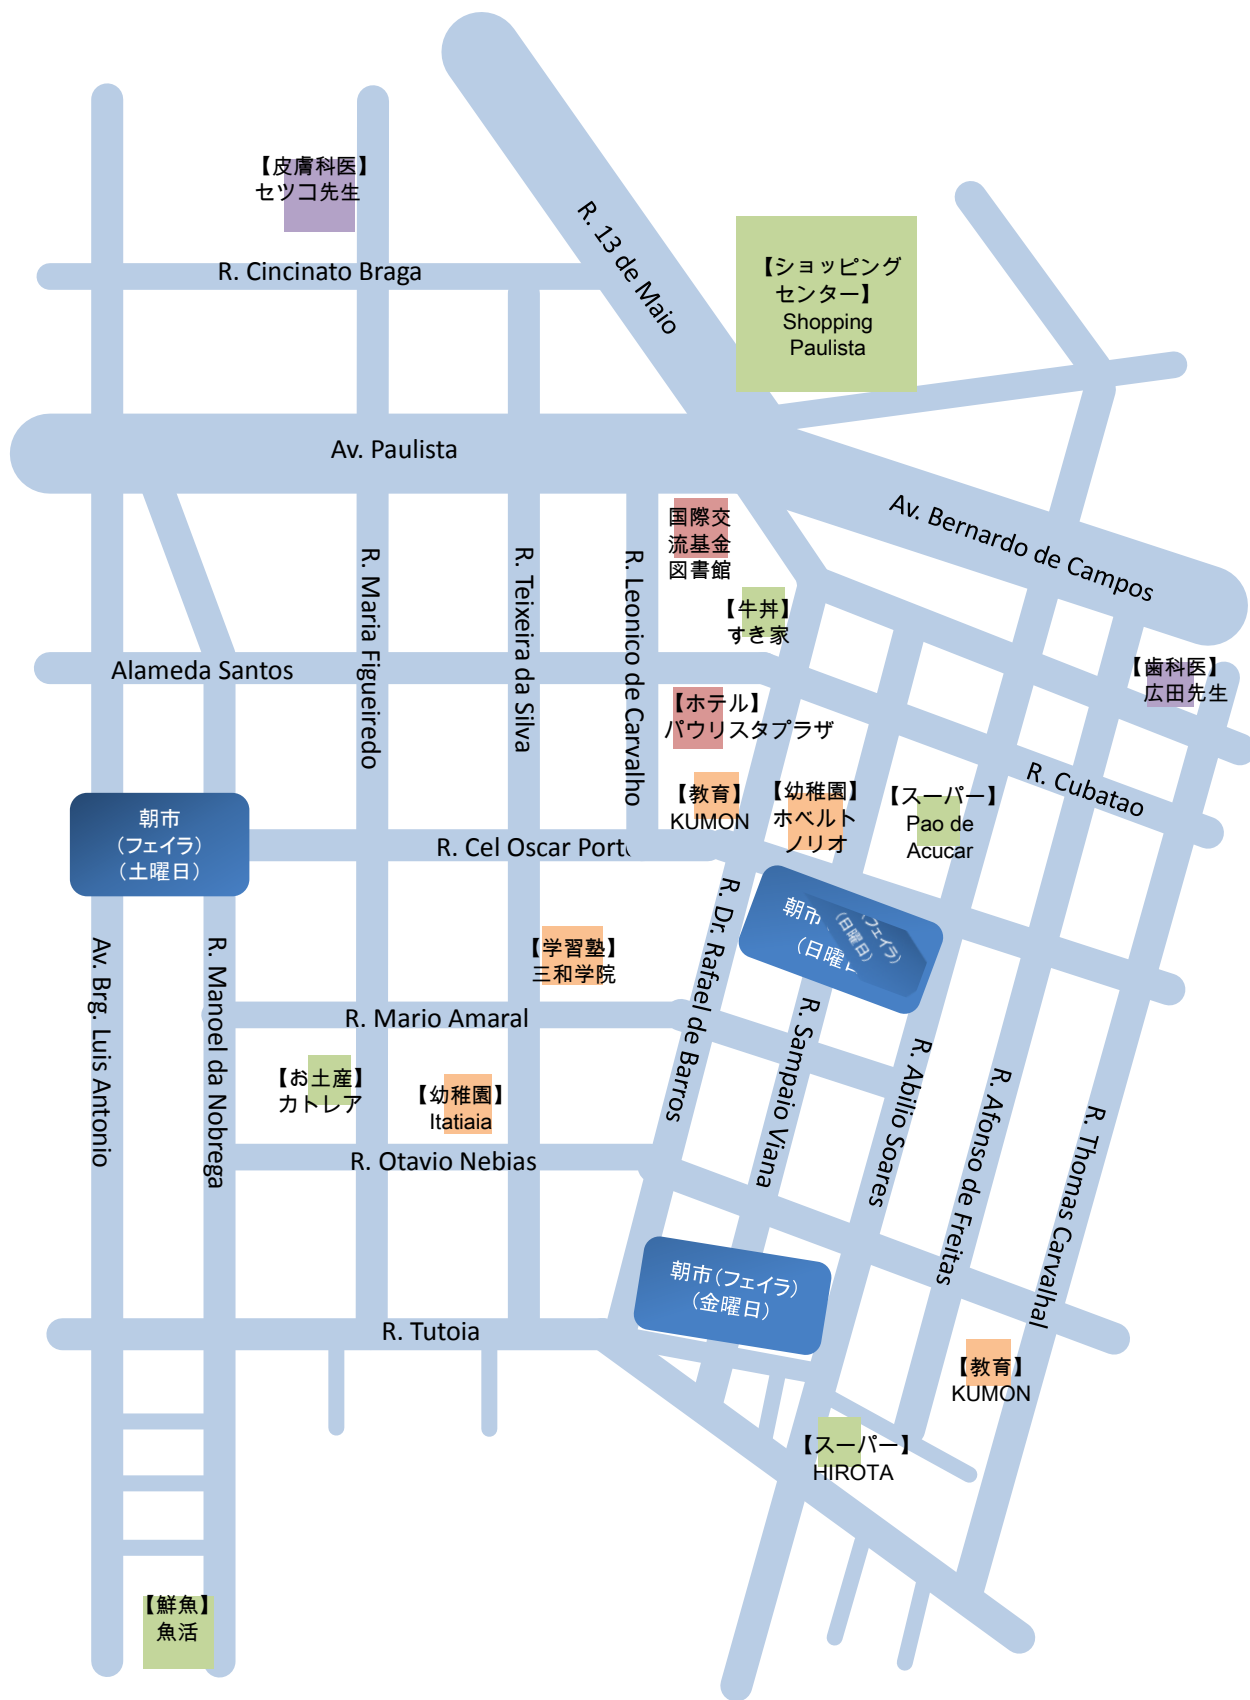 【皮膚科医】
セツコ先生
R. Cincinato Braga
R. 13 de Maio
【ショッピング
センター】
Shopping
Paulista
Av. Paulista
Av. Bernardo de Campos
国際交
流基金
図書館
【牛丼】
すき家
R. Maria Figueiredo
R. Teixeira da Silva
R. Leonico de Carvalho
Alameda Santos
【歯科医】
広田先生
【ホテル】
パウリスタプラザ
R. Cubatao
【教育】
KUMON
【幼稚園】
ホベルト
ノリオ
【スーパー】
Pao de
Acucar
朝市
（フェイラ）
（土曜日）
R. Cel Oscar Port
朝市
（フェイラ）
（日曜日）
（日曜
Av. Brg. Luis Antonio
R. Manoel da Nobrega
【学習塾】
三和学院
R. Dr. Rafael de Barros
R. Sampaio Viana
R. Abilio Soares
R. Afonso de Freitas
R. Thomas Carvalhal
R. Mario Amaral
【お土産】
カトレア
【幼稚園】
Itatiaia
R. Otavio Nebias
朝市（フェイラ）
（金曜日）
R. Tutoia
【教育】
KUMON
【スーパー】
HIROTA
【鮮魚】
魚活